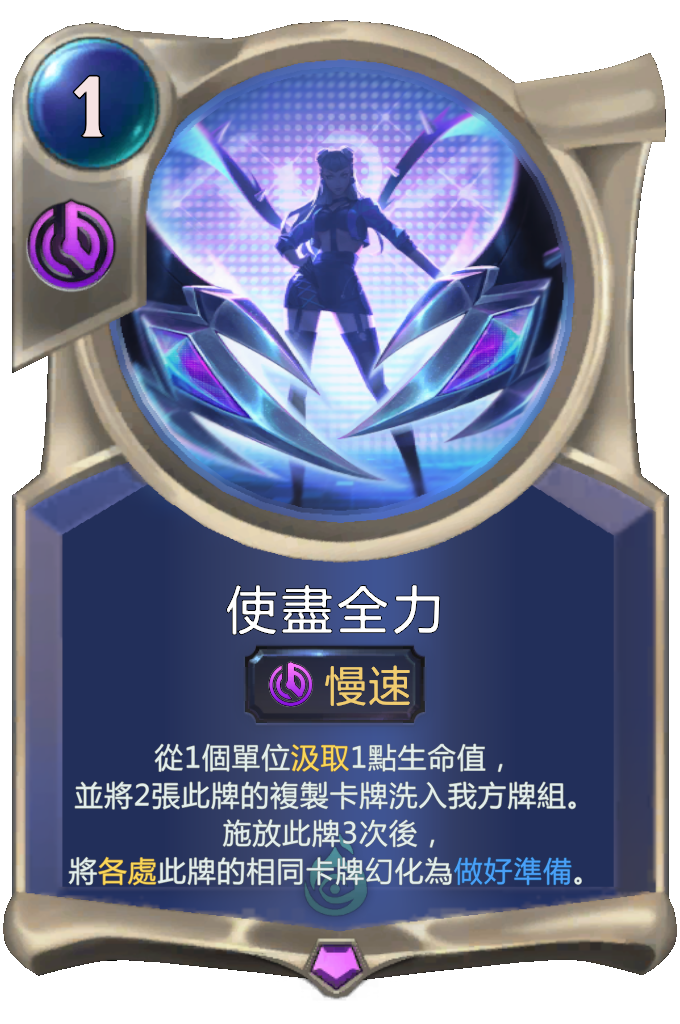 1
使盡全力
慢速
從1個單位汲取1點生命值，
並將2張此牌的複製卡牌洗入我方牌組。
施放此牌3次後，
將各處此牌的相同卡牌幻化為做好準備。